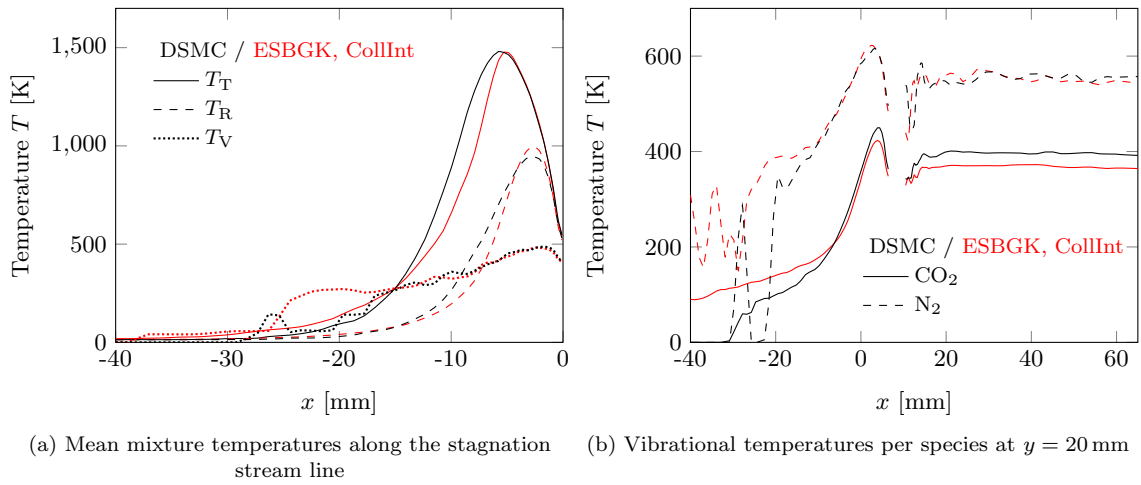 1,500
1,000
500
0
Temperature T [K]
DSMC / ESBGK, CollInt
T_T
T_R
T_V
-40
-30
-20
-10
0
x [mm]
(a) Mean mixture temperatures along the stagnation
stream line
600
400
200
0
Temperature T [K]
DSMC / ESBGK, CollInt
CO₂
N₂
-40
-20
0
20
40
60
x [mm]
(b) Vibrational temperatures per species at y = 20 mm